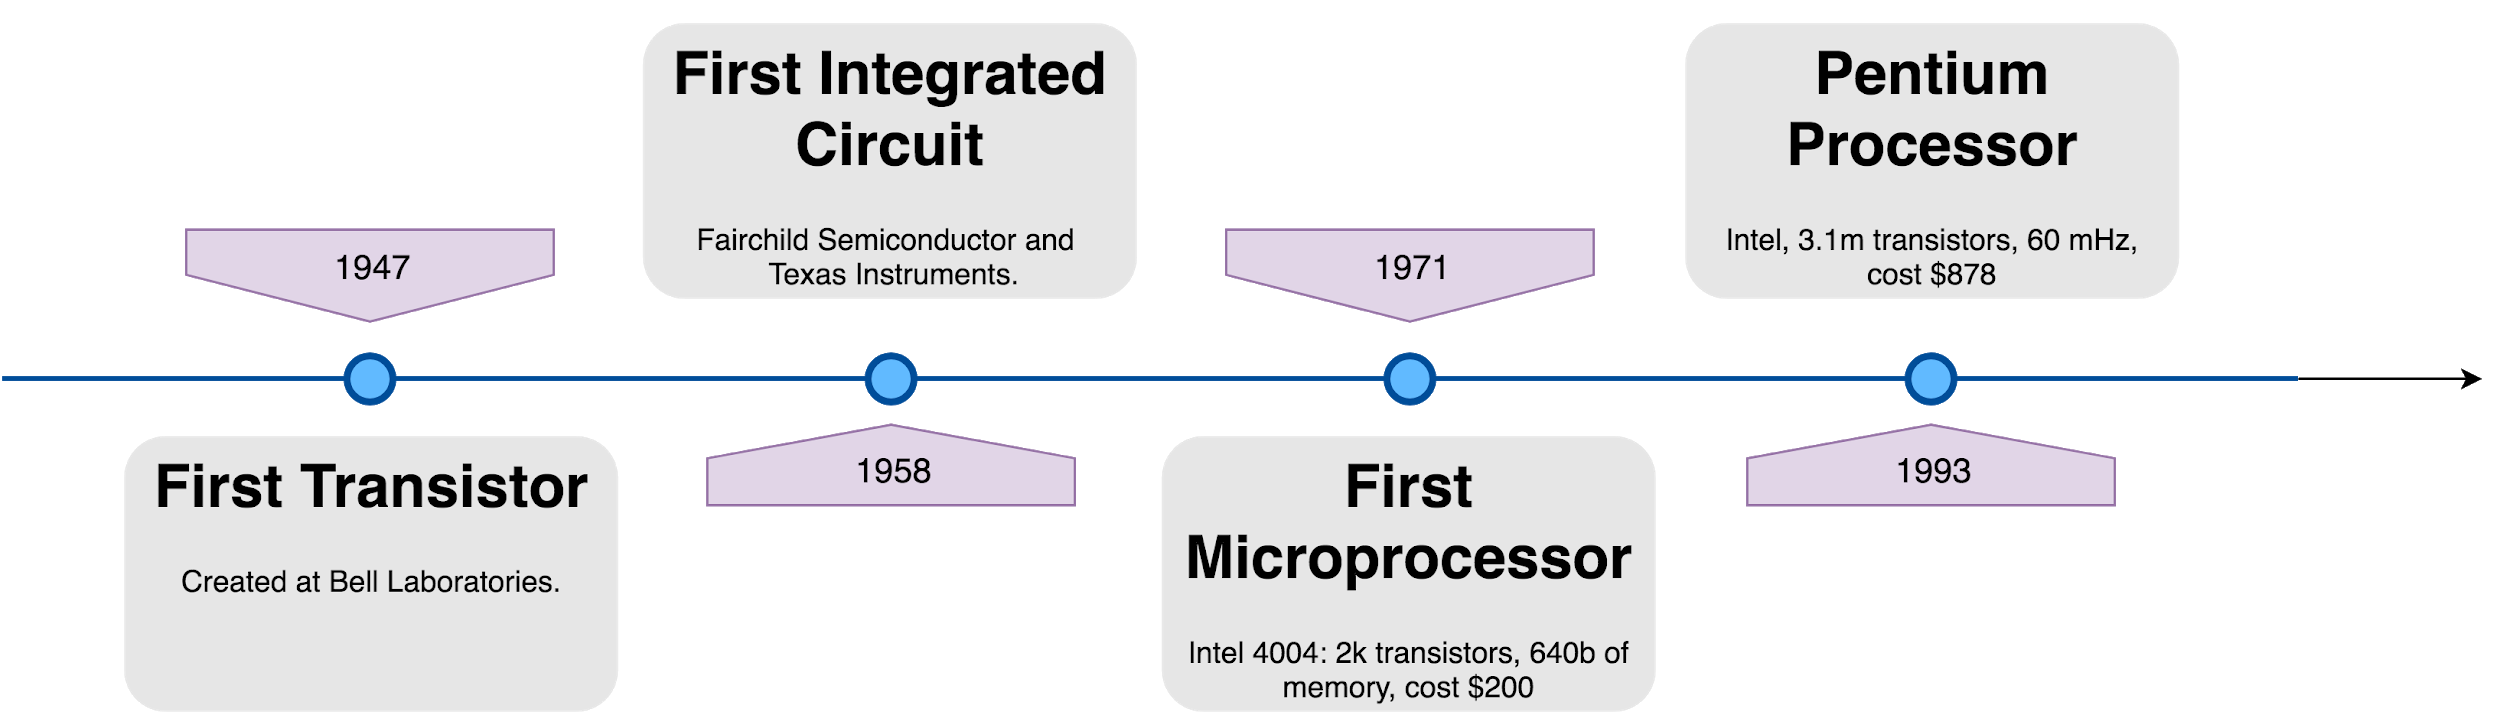 1947
First Transistor
Created at Bell Laboratories.
First Integrated
Circuit
Fairchild Semiconductor and
Texas Instruments.
1958
1971
First
Microprocessor
Intel 4004: 2k transistors, 640b of
memory, cost $200
Pentium
Processor
Intel, 3.1m transistors, 60 mHz,
cost $878
1993